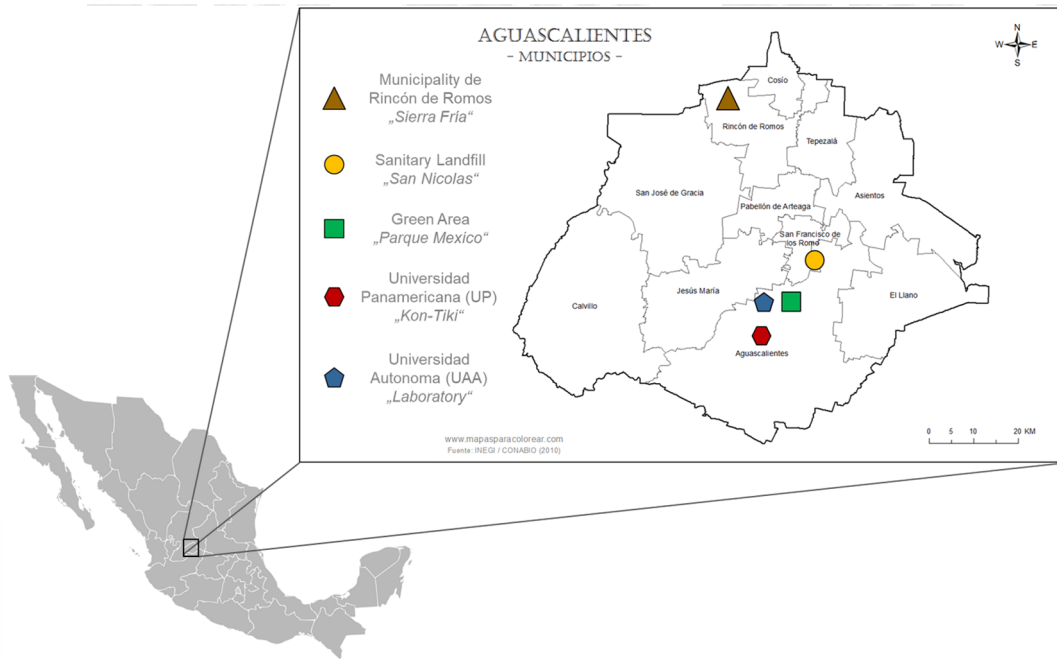 AGUASCALIENTES
- MUNICIPIOS -
N
W E
S
Municipality de
Rincón de Romos
„Sierra Fría“
Sanitary Landfill
„San Nicolas“
Green Area
„Parque Mexico“
Universidad
Panamericana (UP)
„Kon-Tiki“
Universidad
Autonoma (UAA)
„Laboratory“
Cosío
Rincón de Romos
Tepezalá
San José de Gracia
Asientos
Pabellón de Arteaga
San Francisco de
los Romo
Jesús María
El Llano
Calvillo
Aguascalientes
www.mapasparacolorear.com
Fuente: INEGI / CONABIO (2010)
0 5 10 20 KM